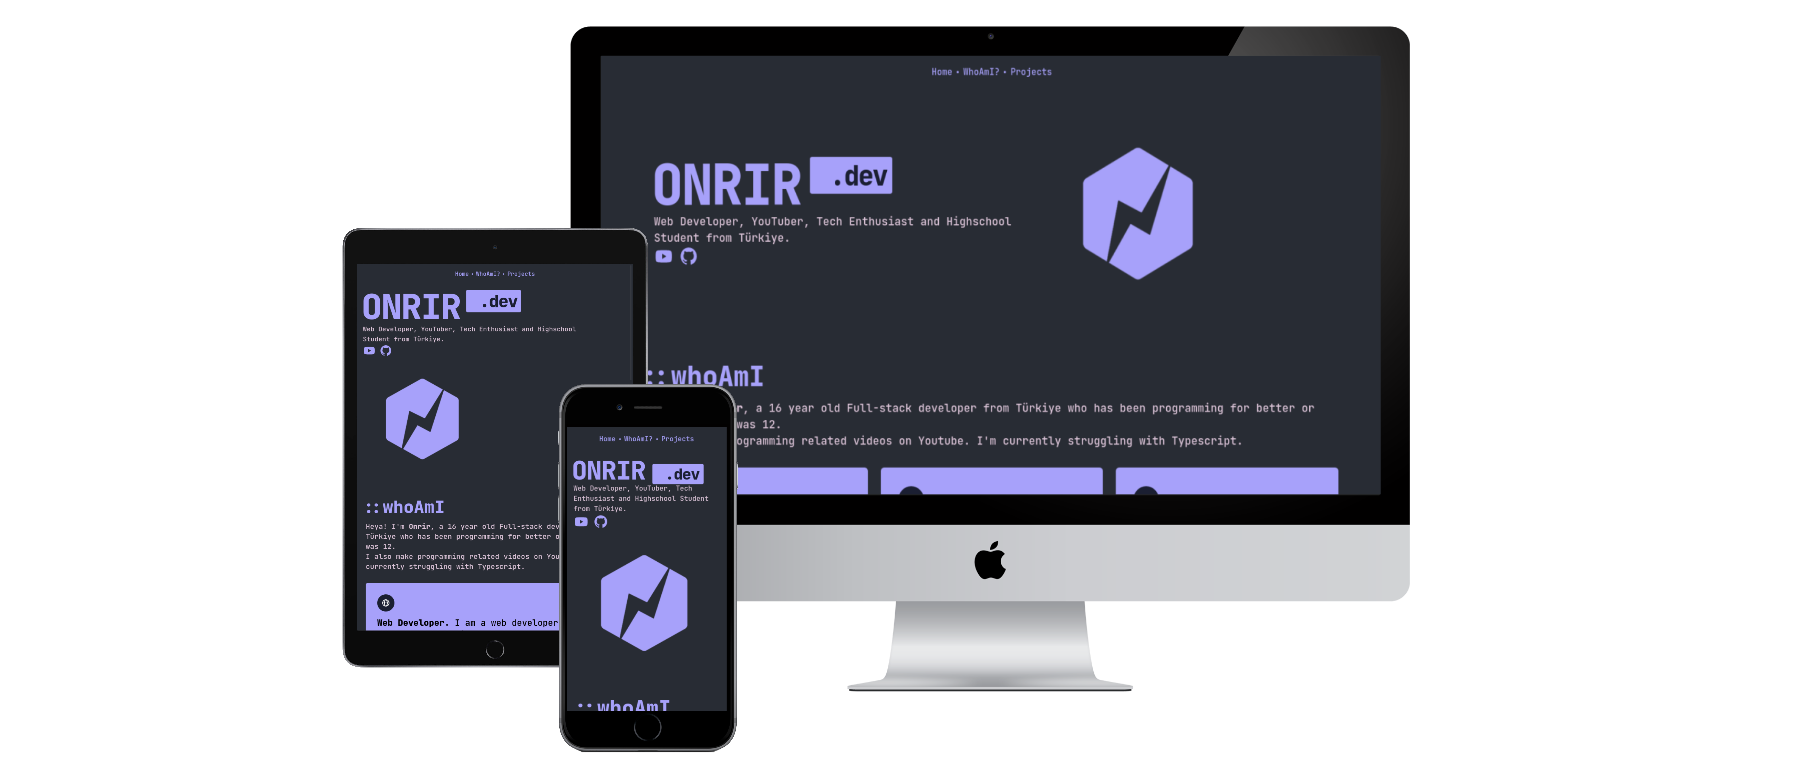 Home • WhoAmI? • Projects
ONRIR .dev
Web Developer, YouTuber, Tech Enthusiast and Highschool
Student from Türkiye.
::whoAmI
r, a 16 year old Full-stack developer from Türkiye who has been programming for better or
was 12.
ogramming related videos on Youtube. I'm currently struggling with Typescript.
Home • WhoAmI? • Projects
ONRIR .dev
Web Developer, YouTuber, Tech Enthusiast and Highschool
Student from Türkiye.
::whoAmI
Heya! I'm Onrir, a 16 year old Full-stack dev
Türkiye who has been programming for better o
was 12.
I also make programming related videos on You
currently struggling with Typescript.
Web Developer. I am a web developer
Home • WhoAmI? • Projects
ONRIR .dev
Web Developer, YouTuber, Tech
Enthusiast and Highschool Student
from Türkiye.
::whoAmI